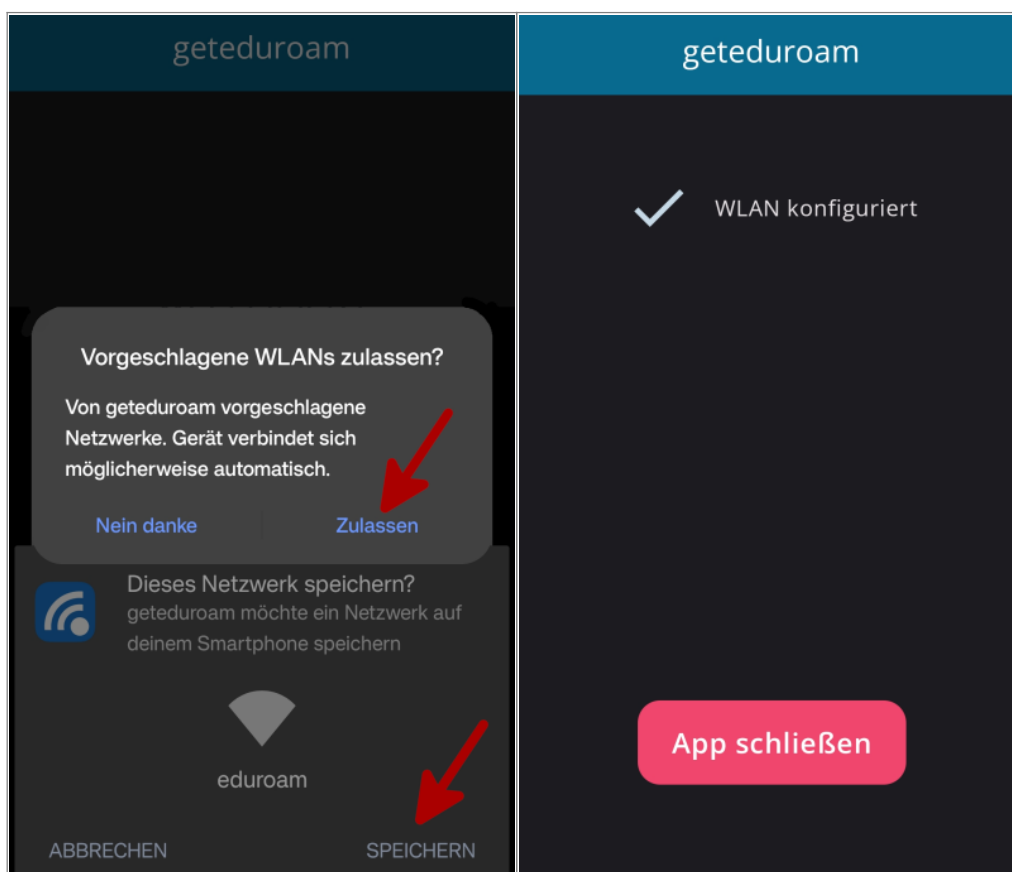 geteduroam
Vorgeschlagene WLANs zulassen?
Von geteduroam vorgeschlagene
Netzwerke. Gerät verbindet sich
möglicherweise automatisch.
Nein danke
Zulassen
Dieses Netzwerk speichern?
geteduroam möchte ein Netzwerk auf
deinem Smartphone speichern
eduroam
ABBRECHEN
SPEICHERN
geteduroam
WLAN konfiguriert
App schließen